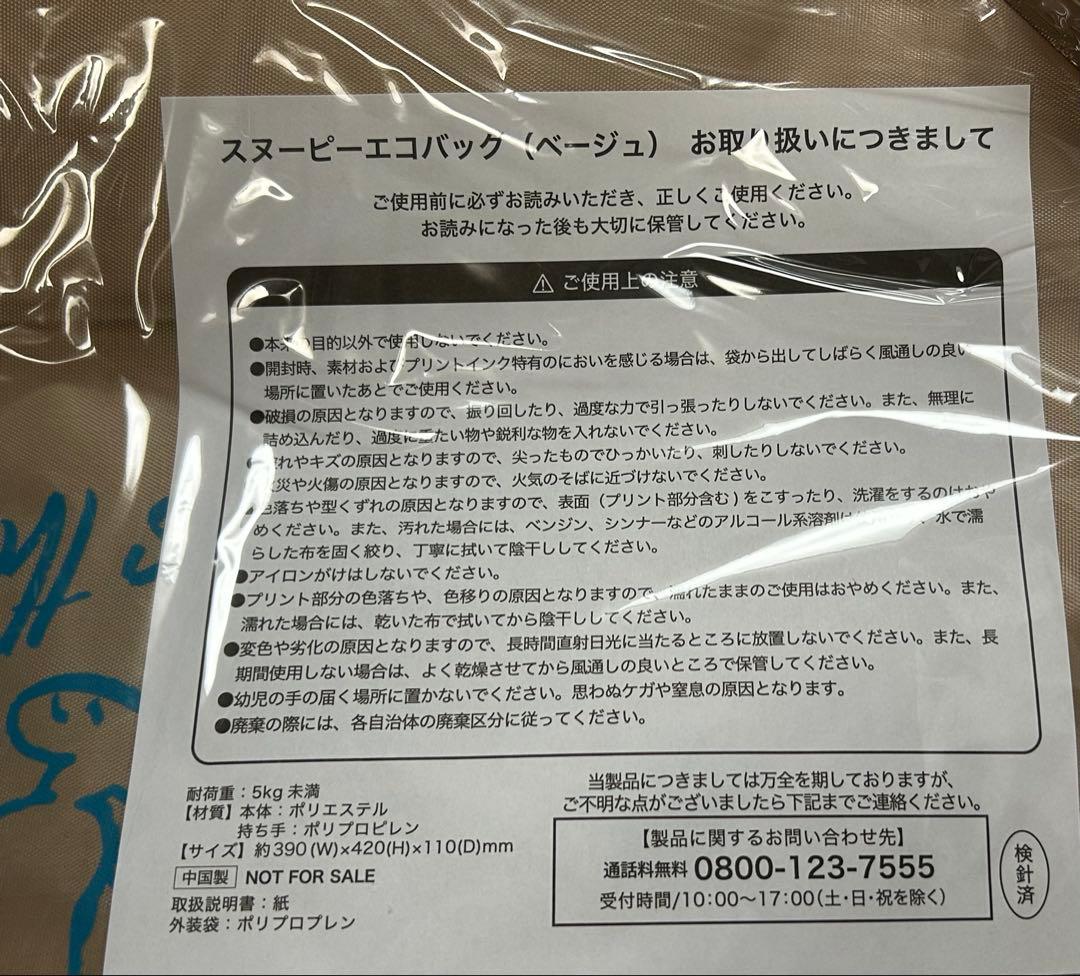 スヌーピーエコバッグ（ベージュ） お取り扱いにつきまして
ご使用前に必ずお読みいただき、正しくご使用ください。
お読みになった後も大切に保管してください。
⚠ ご使用上の注意
●本来の目的以外で使用しないでください。
●開封時、素材およびプリントインク特有のにおいを感じる場合は、袋から出してしばらく風通しの良い
場所に置いたあとでご使用ください。
●破損の原因となりますので、振り回したり、過度な力で引っ張ったりしないでください。また、無理に
詰め込んだり、過度に重たい物や鋭利な物を入れないでください。
れやキズの原因となりますので、尖ったものでひっかいたり、刺したりしないでください。
火災や火傷の原因となりますので、火気のそばに近づけないでください。
色落ちや型くずれの原因となりますので、表面（プリント部分含む）をこすったり、洗濯をするのはおや
めください。また、汚れた場合には、ベンジン、シンナーなどのアルコール系溶剤は 、水で濡
らした布を固く絞り、丁寧に拭いて陰干ししてください。
●アイロンがけはしないでください。
●プリント部分の色落ちや、色移りの原因となりますので、濡れたままのご使用はおやめください。また、
濡れた場合には、乾いた布で拭いてから陰干ししてください。
●変色や劣化の原因となりますので、長時間直射日光に当たるところに放置しないでください。また、長
期間使用しない場合は、よく乾燥させてから風通しの良いところで保管してください。
●幼児の手の届く場所に置かないでください。思わぬケガや窒息の原因となります。
●廃棄の際には、各自治体の廃棄区分に従ってください。
耐荷重：5kg 未満
【材質】本体：ポリエステル
持ち手：ポリプロピレン
【サイズ】約390(W)×420(H)×110(D)mm
中国製 NOT FOR SALE
取扱説明書：紙
外装袋：ポリプロプレン
当製品につきましては万全を期しておりますが、
ご不明な点がございましたら下記までご連絡ください。
【製品に関するお問い合わせ先】
通話料無料 0800-123-7555
受付時間/10:00～17:00（土・日・祝を除く）
検針済